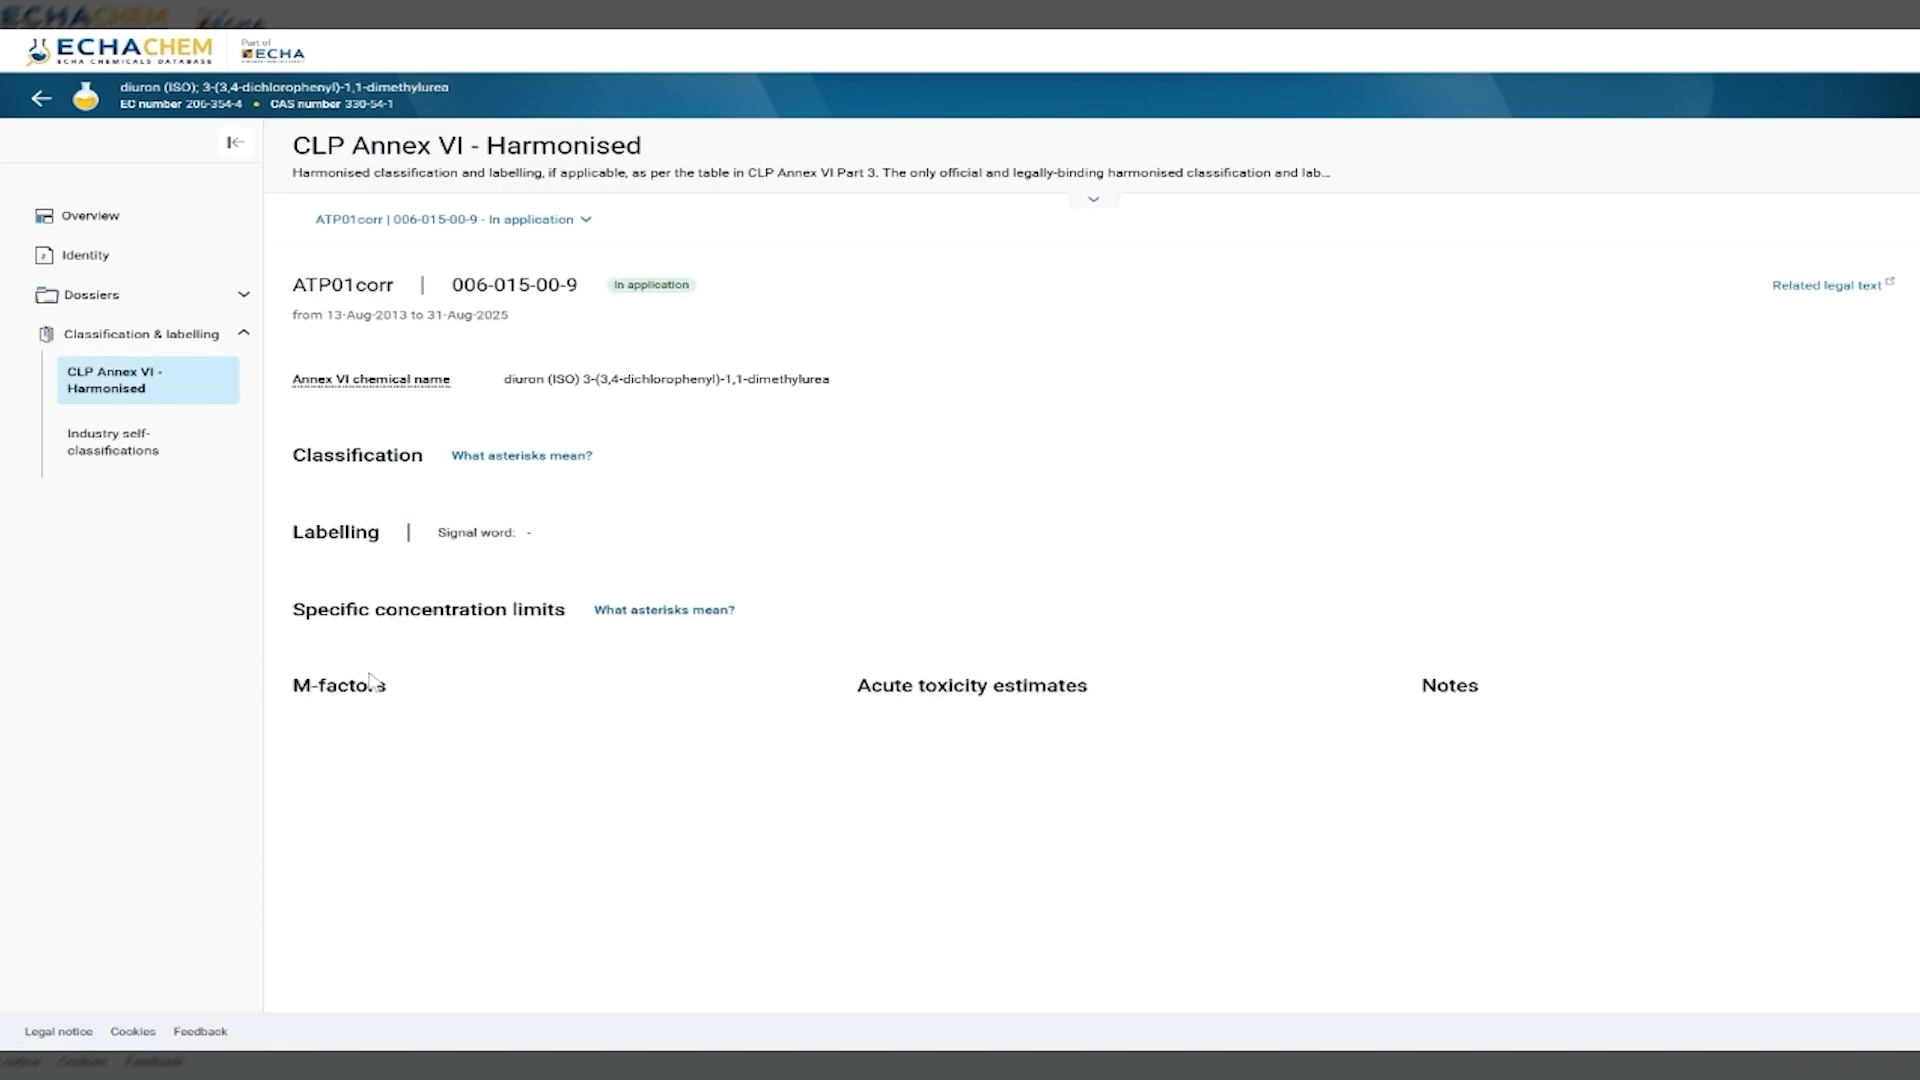 ECHACHEM
ECHA CHEMICALS DATABASE
Part of
ECHA
diuron (ISO); 3-(3,4-dichlorophenyl)-1,1-dimethylurea
EC number 206-354-4 • CAS number 330-54-1
Overview
Identity
Dossiers
Classification & labelling
CLP Annex VI -
Harmonised
Industry self-
classifications
CLP Annex VI - Harmonised
Harmonised classification and labelling, if applicable, as per the table in CLP Annex VI Part 3. The only official and legally-binding harmonised classification and lab...
ATP01corr | 006-015-00-9 - In application
ATP01corr | 006-015-00-9 In application
Related legal text
from 13-Aug-2013 to 31-Aug-2025
Annex VI chemical name diuron (ISO) 3-(3,4-dichlorophenyl)-1,1-dimethylurea
Classification What asterisks mean?
Labelling | Signal word: -
Specific concentration limits What asterisks mean?
M-factors Acute toxicity estimates Notes
Legal notice Cookies Feedback